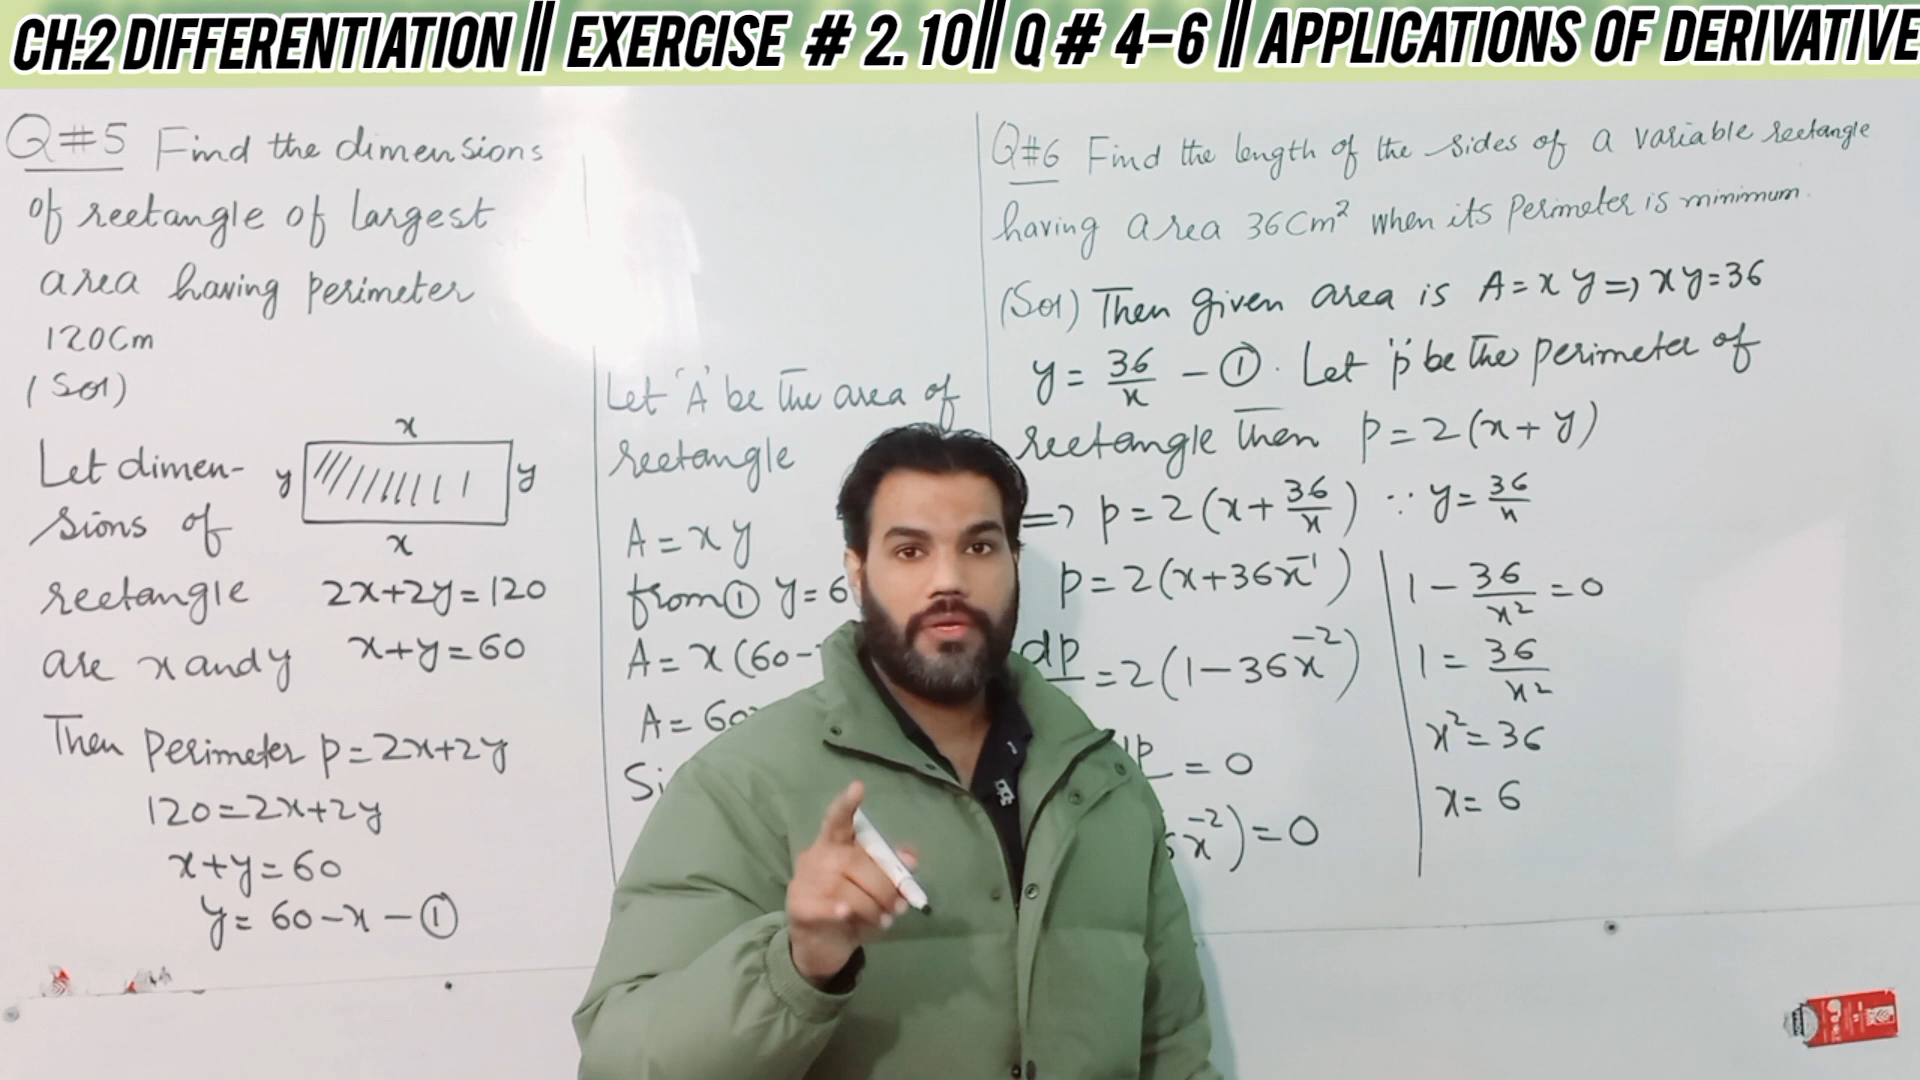 CH:2 DIFFERENTIATION || EXERCISE # 2.10 || Q # 4-6 || APPLICATIONS OF DERIVATIVE
Q#5 Find the dimensions
of rectangle of largest
area having perimeter
120Cm
(Sol)
x
Let dimen-
y
y
sions of
x
rectangle 2x+2y=120
are x and y x+y=60
Then Perimeter p=2x+2y
120=2x+2y
x+y=60
y=60-x-①
Let 'A' be the area of
rectangle
A=xy
from① y=6
A=x(60-
A=60
Si
Q#6 Find the length of the sides of a variable rectangle
having area 36Cm² when its perimeter is minimum.
(Sol) Then given area is A=xy⇒xy=36
y=36/x -①. Let 'p' be the perimeter of
rectangle Then p=2(x+y)
⇒ p=2(x+36/x) ∵ y=36/x
p=2(x+36x⁻¹)
dp
=2(1-36x⁻²)
=0
x⁻²)=0
1-36/x²=0
1=36/x²
x²=36
x=6